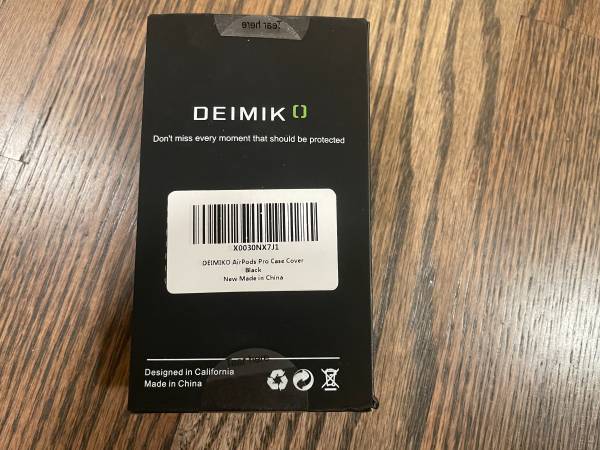 Tear here
DEIMIKO
Don't miss every moment that should be protected
X0030NX7J1
DEIMIKO AirPods Pro Case Cover
Black
New Made in China
Designed in California
Made in China